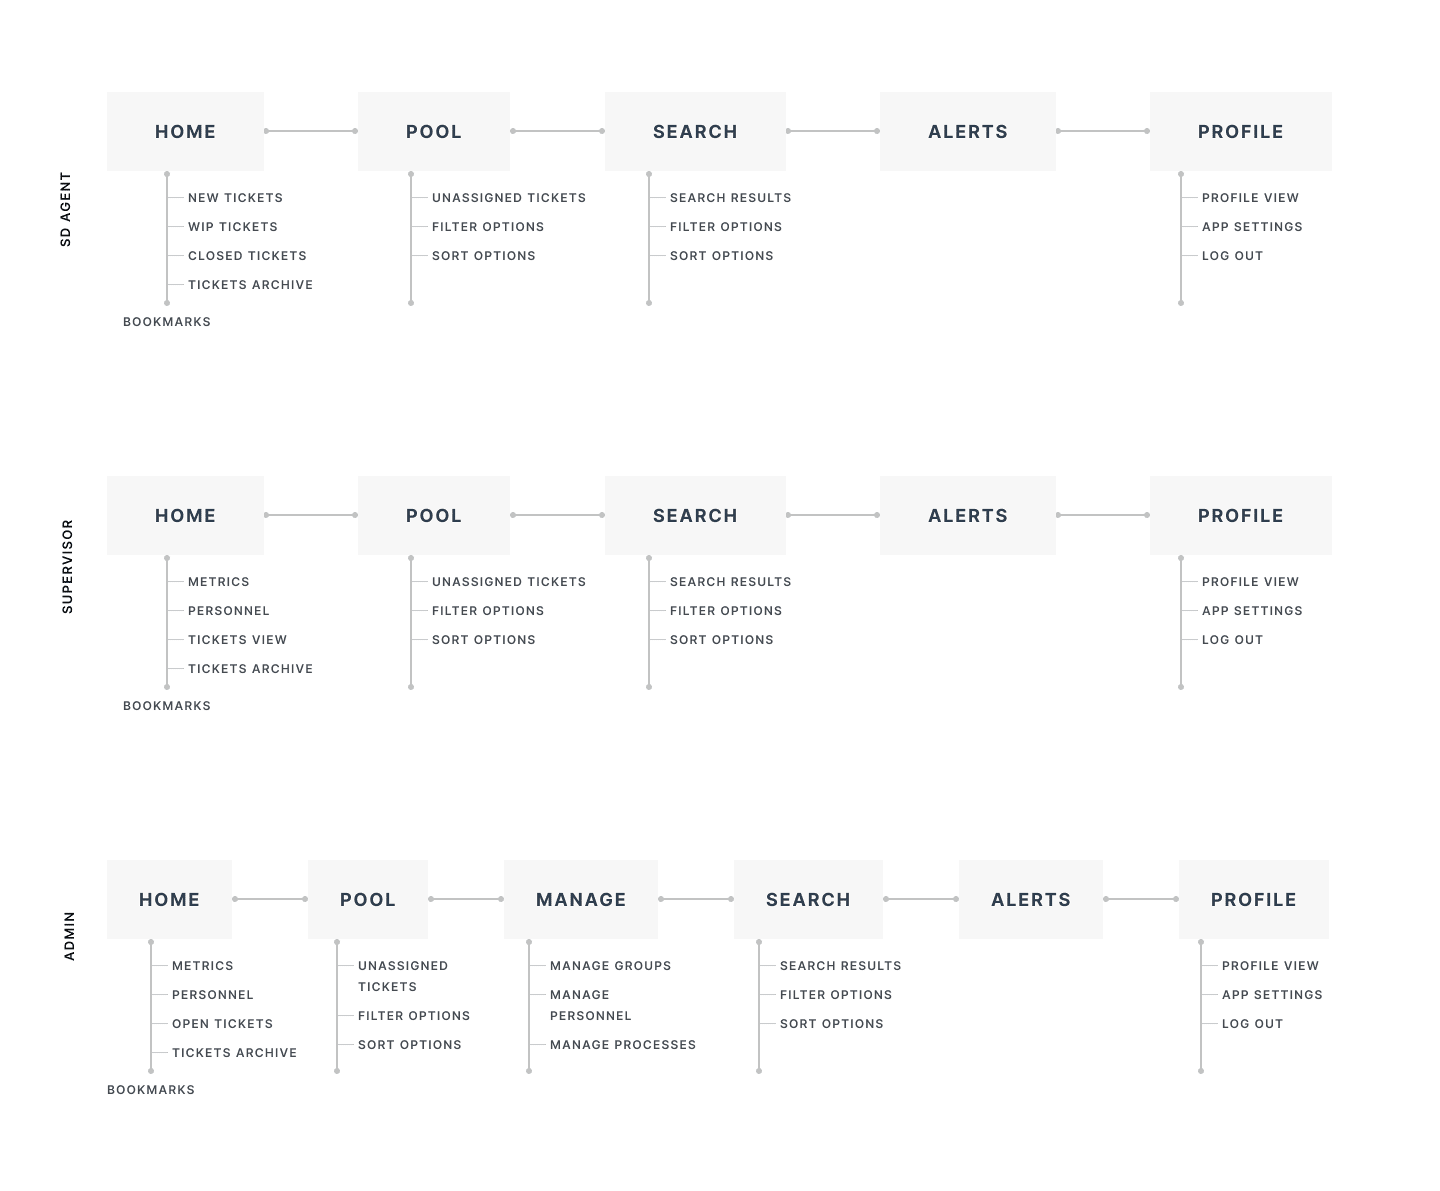 SD AGENT
HOME
POOL
SEARCH
ALERTS
PROFILE
NEW TICKETS
WIP TICKETS
CLOSED TICKETS
TICKETS ARCHIVE
BOOKMARKS
UNASSIGNED TICKETS
FILTER OPTIONS
SORT OPTIONS
SEARCH RESULTS
FILTER OPTIONS
SORT OPTIONS
PROFILE VIEW
APP SETTINGS
LOG OUT
SUPERVISOR
HOME
POOL
SEARCH
ALERTS
PROFILE
METRICS
PERSONNEL
TICKETS VIEW
TICKETS ARCHIVE
BOOKMARKS
UNASSIGNED TICKETS
FILTER OPTIONS
SORT OPTIONS
SEARCH RESULTS
FILTER OPTIONS
SORT OPTIONS
PROFILE VIEW
APP SETTINGS
LOG OUT
ADMIN
HOME
POOL
MANAGE
SEARCH
ALERTS
PROFILE
METRICS
PERSONNEL
OPEN TICKETS
TICKETS ARCHIVE
BOOKMARKS
UNASSIGNED
TICKETS
FILTER OPTIONS
SORT OPTIONS
MANAGE GROUPS
MANAGE
PERSONNEL
MANAGE PROCESSES
SEARCH RESULTS
FILTER OPTIONS
SORT OPTIONS
PROFILE VIEW
APP SETTINGS
LOG OUT